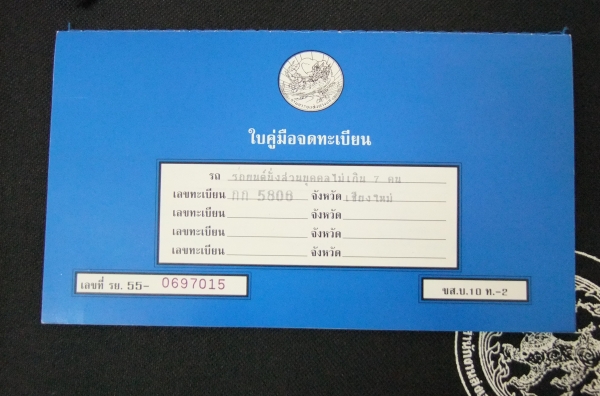 ใบคู่มือจดทะเบียน
รถ รถยนต์นั่งส่วนบุคคลไม่เกิน 7 คน
เลขทะเบียน กก 5808 จังหวัด เชียงใหม่
เลขทะเบียน จังหวัด
เลขทะเบียน จังหวัด
เลขทะเบียน จังหวัด
เลขที่ รย. 55- 0697015
ขส.บ.10 ท.-2